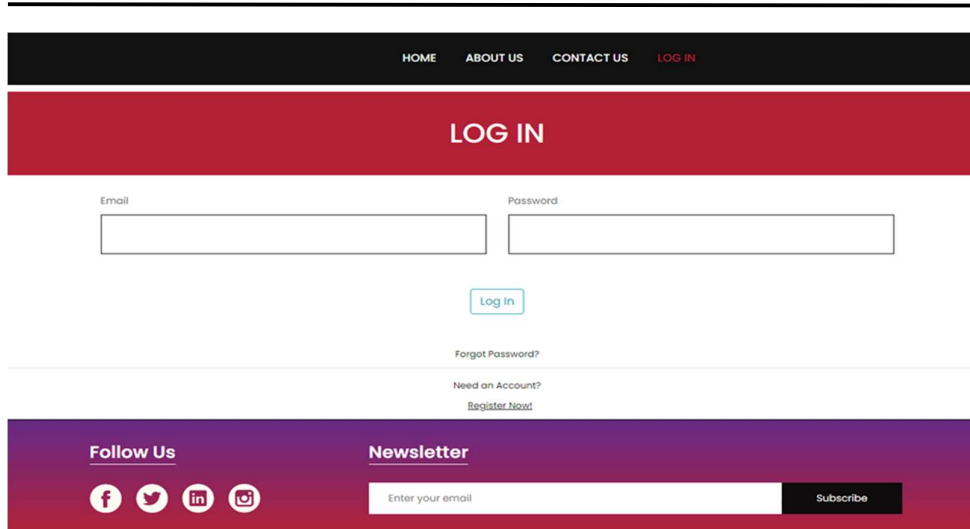 HOME ABOUT US CONTACT US LOG IN
LOG IN
Email Password
Log In
Forgot Password?
Need an Account?
Register Now!
Follow Us Newsletter
Enter your email Subscribe